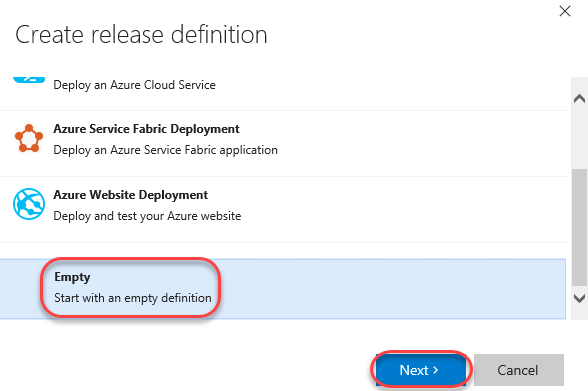 Create release definition
Deploy an Azure Cloud Service
Azure Service Fabric Deployment
Deploy an Azure Service Fabric application
Azure Website Deployment
Deploy and test your Azure website
Empty
Start with an empty definition
Next >
Cancel